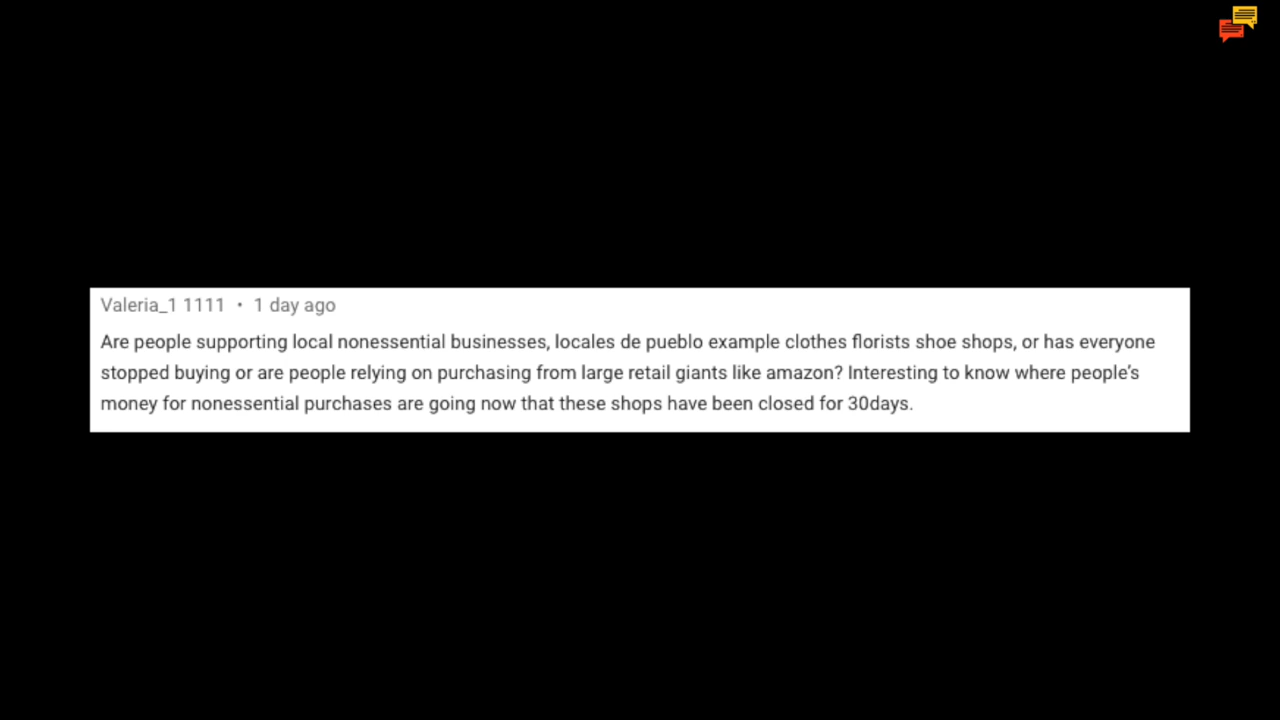 Valeria_1 1111 • 1 day ago
Are people supporting local nonessential businesses, locales de pueblo example clothes florists shoe shops, or has everyone
stopped buying or are people relying on purchasing from large retail giants like amazon? Interesting to know where people’s
money for nonessential purchases are going now that these shops have been closed for 30days.